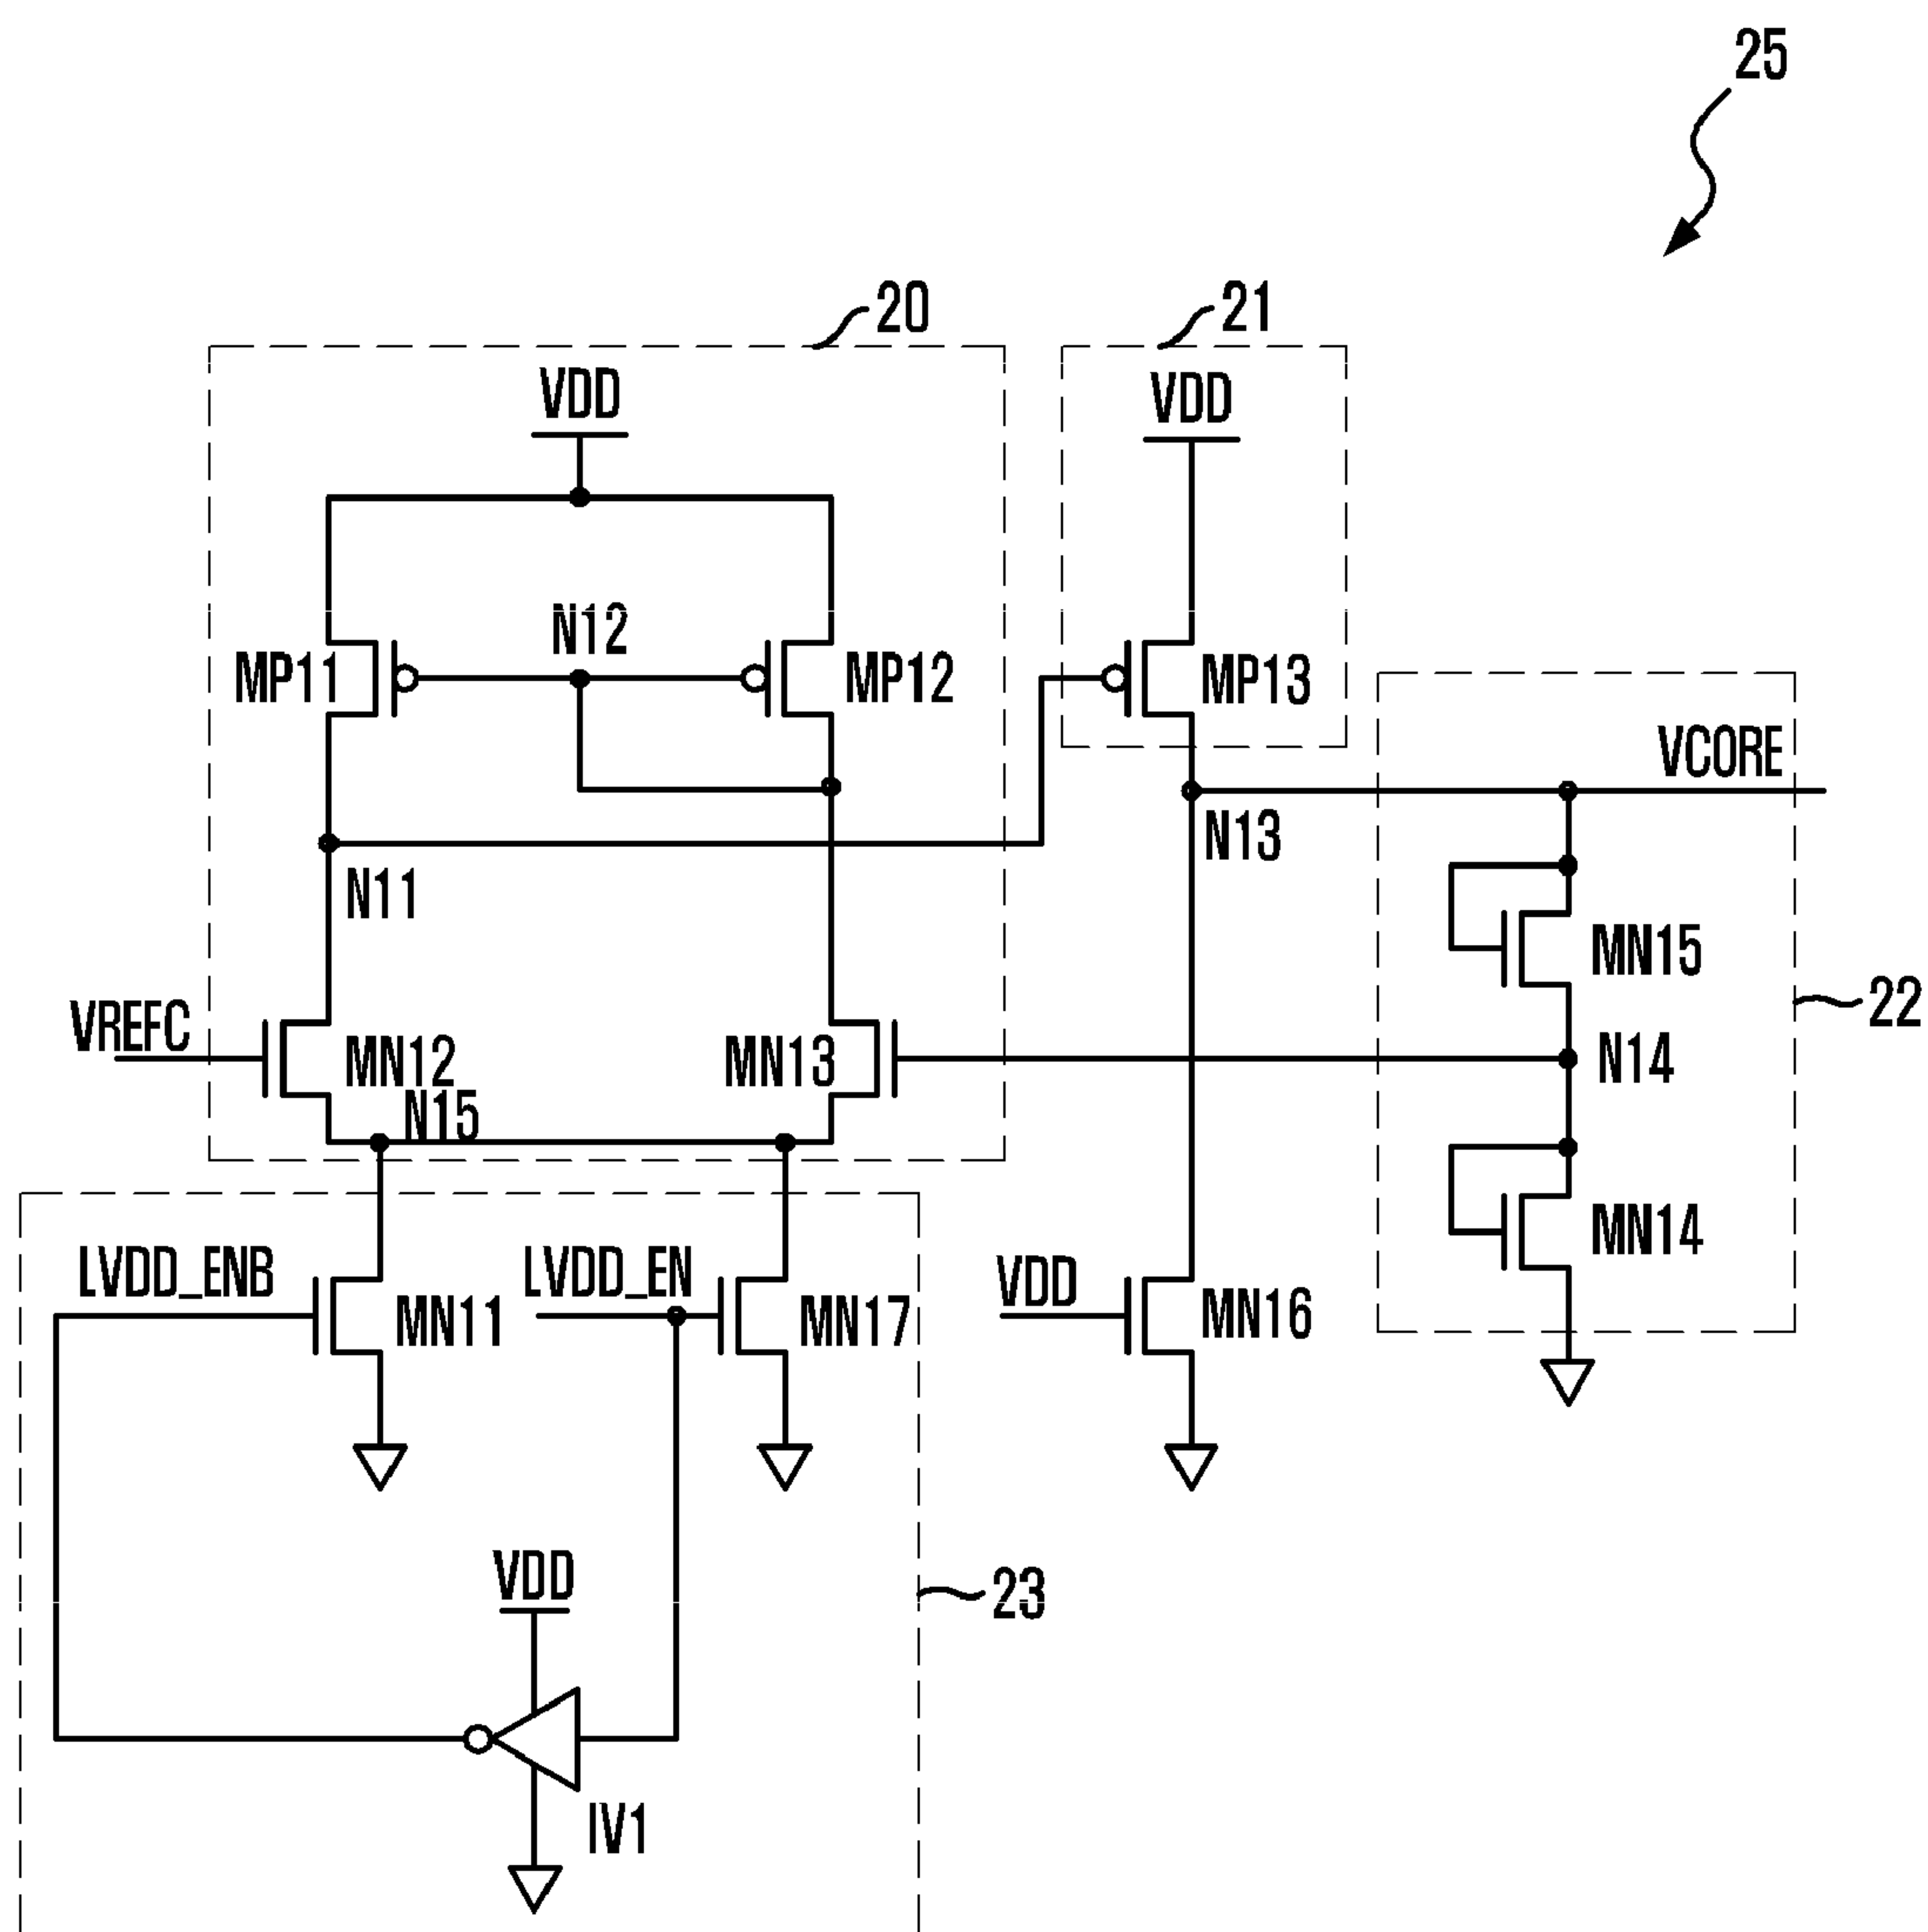 25
20
21
VDD
VDD
N12
MP11
MP12
MP13
VCORE
N13
N11
MN15
22
VREFC
MN12
MN13
N14
N15
MN14
LVDD_ENB
LVDD_EN
VDD
MN11
MN17
MN16
VDD
23
IV1